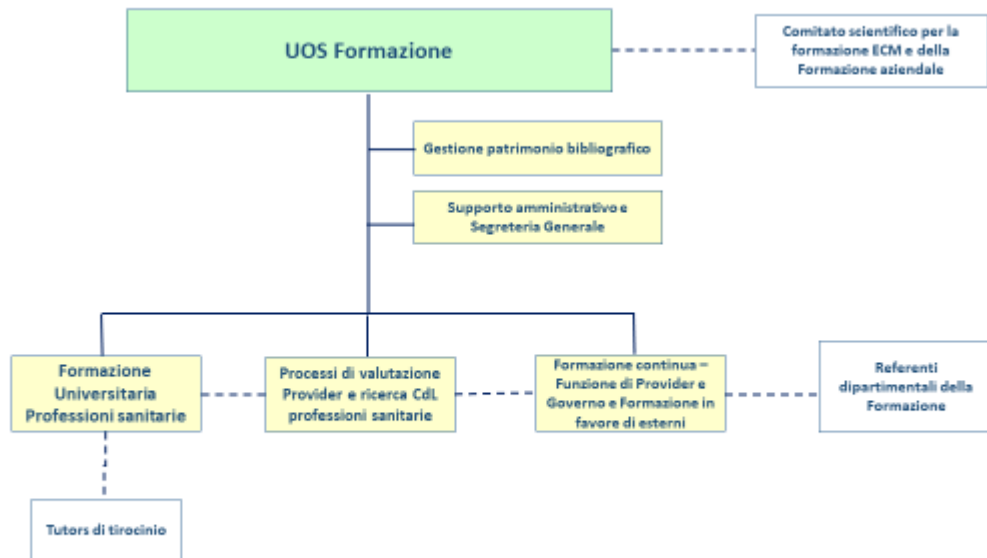 UOS Formazione
Comitato scientifico per la
formazione ECM e della
Formazione aziendale
Gestione patrimonio bibliografico
Supporto amministrativo e
Segreteria Generale
Formazione
Universitaria
Professioni sanitarie
Processi di valutazione
Provider e ricerca CdL
professioni sanitarie
Formazione continua –
Funzione di Provider e
Governo e Formazione in
favore di esterni
Referenti
dipartimentali della
Formazione
Tutors di tirocinio